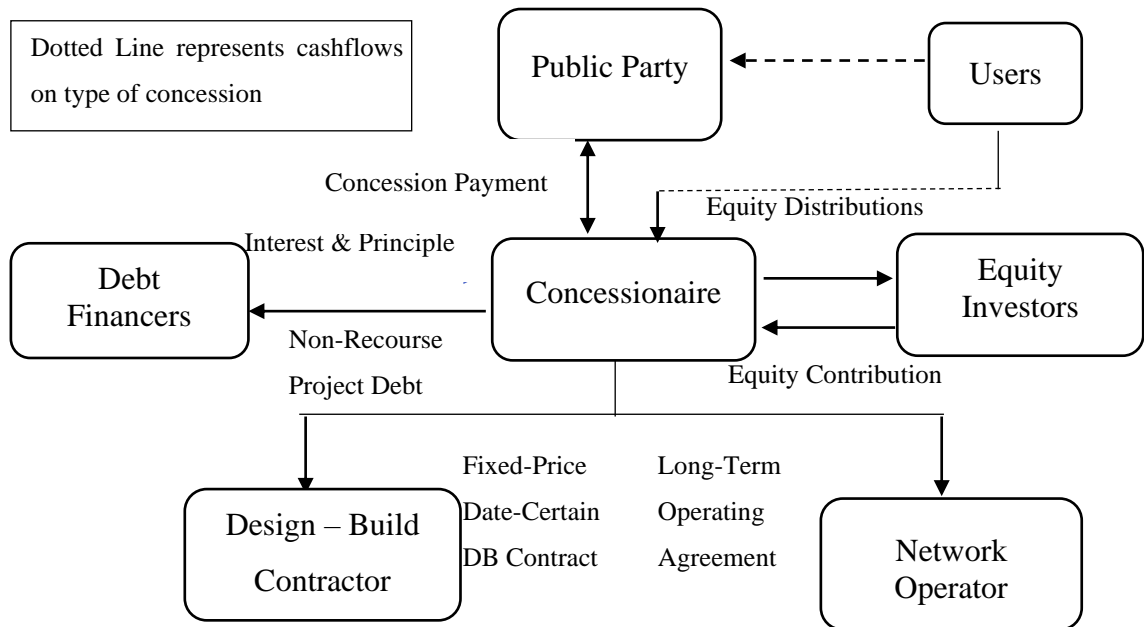 Dotted Line represents cashflows
on type of concession
Public Party
Users
Concession Payment
Equity Distributions
Interest & Principle
Debt
Financers
Concessionaire
Equity
Investors
Non-Recourse
Project Debt
Equity Contribution
Fixed-Price
Date-Certain
DB Contract
Long-Term
Operating
Agreement
Design – Build
Contractor
Network
Operator